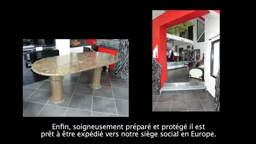 Enfin, soigneusement préparé et protégé il est
prêt à être expédié vers notre siège social en Europe.